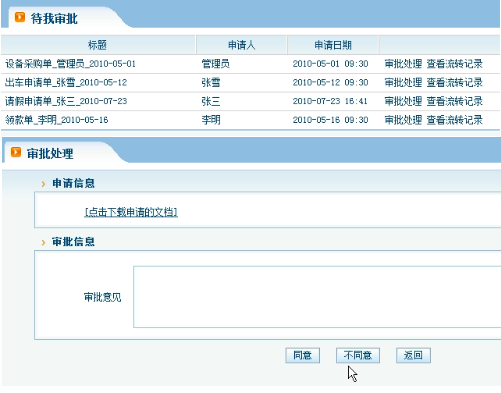 待我审批
标题 申请人 申请日期
设备采购单_管理员_2010-05-01 管理员 2010-05-01 09:30 审批处理 查看流转记录
出车申请单_张雪_2010-05-12 张雪 2010-05-12 09:30 审批处理 查看流转记录
请假申请单_张三_2010-07-23 张三 2010-07-23 16:41 审批处理 查看流转记录
领款单_李明_2010-05-16 李明 2010-05-16 09:30 审批处理 查看流转记录
审批处理
申请信息
[点击下载申请的文档]
审批信息
审批意见
同意 不同意 返回